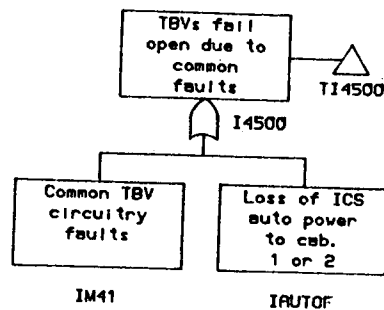 TBVs fail
open due to
common
faults
TI4500
I4500
Common TBV
circuitry
faults
Loss of ICS
auto power
to cab.
1 or 2
IM41
IAUTOF